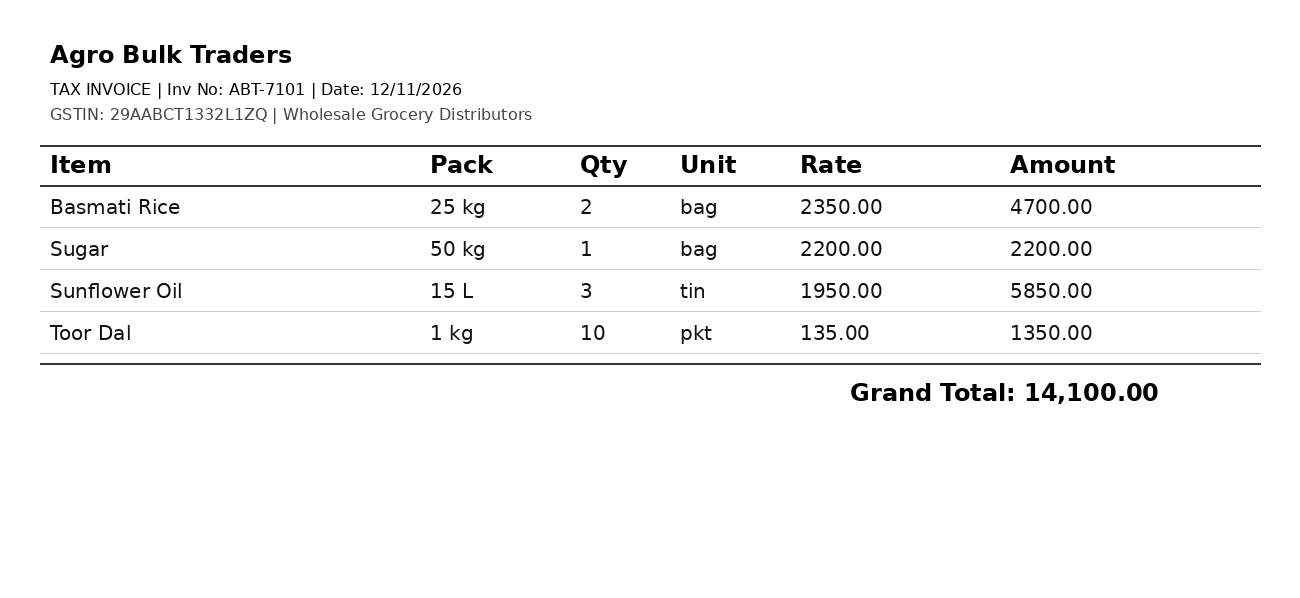 Agro Bulk Traders
TAX INVOICE | Inv No: ABT-7101 | Date: 12/11/2026
GSTIN: 29AABCT1332L1ZQ | Wholesale Grocery Distributors
Item Pack Qty Unit Rate Amount
Basmati Rice 25 kg 2 bag 2350.00 4700.00
Sugar 50 kg 1 bag 2200.00 2200.00
Sunflower Oil 15 L 3 tin 1950.00 5850.00
Toor Dal 1 kg 10 pkt 135.00 1350.00
Grand Total: 14,100.00